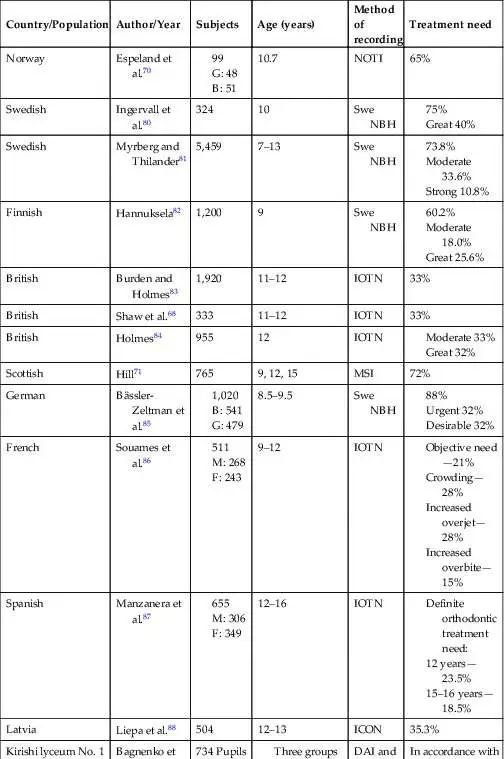 Country/Population Author/Year Subjects Age (years) Method of recording Treatment need
Norway Espeland et al.70 99 G: 48 B: 51 10.7 NOTI 65%
Swedish Ingervall et al.80 324 10 Swe NBH 75% Great 40%
Swedish Myrberg and Thilander81 5,459 7–13 Swe NBH 73.8% Moderate 33.6% Strong 10.8%
Finnish Hannuksela82 1,200 9 Swe NBH 60.2% Moderate 18.0% Great 25.6%
British Burden and Holmes83 1,920 11–12 IOTN 33%
British Shaw et al.68 333 11–12 IOTN 33%
British Holmes84 955 12 IOTN Moderate 33% Great 32%
Scottish Hill71 765 9, 12, 15 MSI 72%
German Bässler-Zeltman et al.85 1,020 B: 541 G: 479 8.5–9.5 Swe NBH 88% Urgent 32% Desirable 32%
French Souames et al.86 511 M: 268 F: 243 9–12 IOTN Objective need—21% Crowding—28% Increased overjet—28% Increased overbite—15%
Spanish Manzanera et al.87 655 M: 306 F: 349 12–16 IOTN Definite orthodontic treatment need: 12 years—23.5% 15–16 years—18.5%
Latvia Liepa et al.88 504 12–13 ICON 35.3%
Kirishi lyceum No. 1 Bagnenko et 734 Pupils Three groups DAI and In accordance with